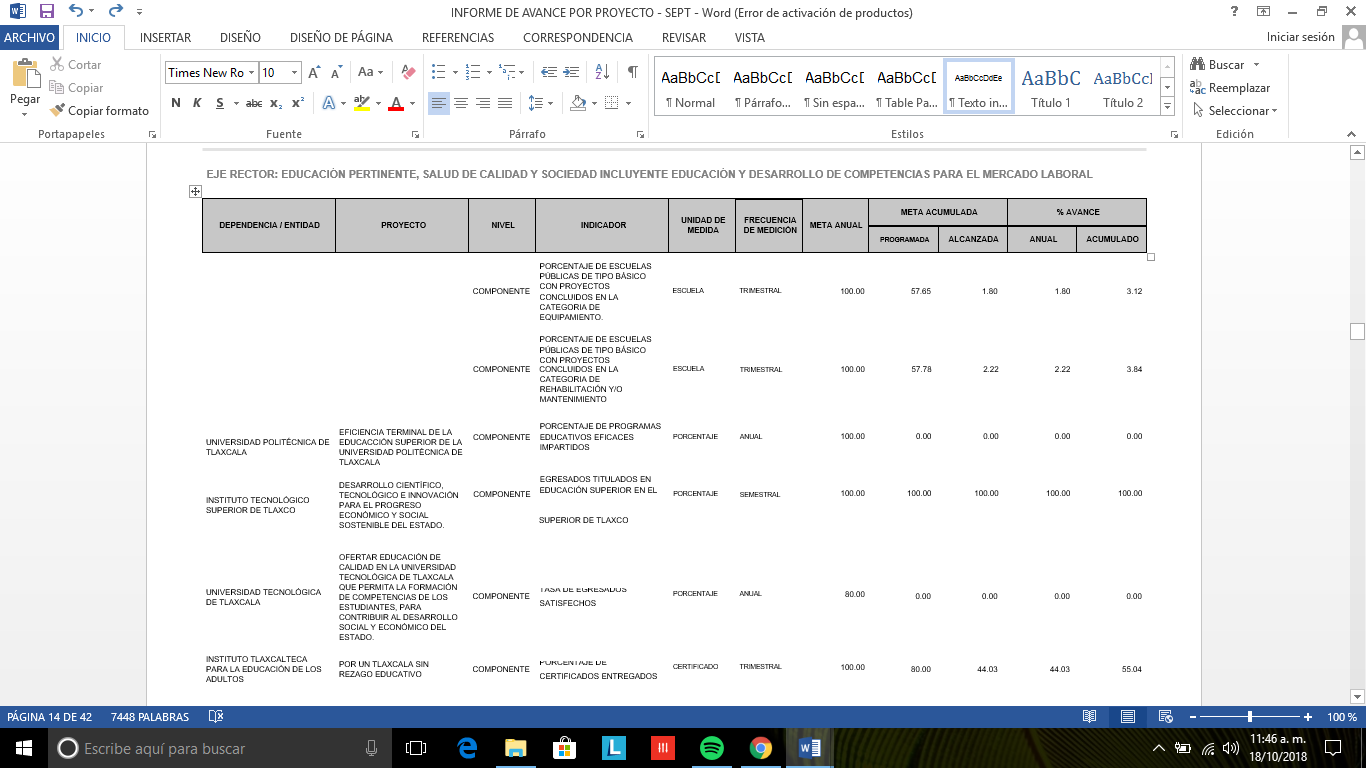 INFORME DE AVANCE POR PROYECTO - SEPT - Word (Error de activación de productos)
ARCHIVO INICIO INSERTAR DISEÑO DISEÑO DE PÁGINA REFERENCIAS CORRESPONDENCIA REVISAR VISTA Iniciar sesión
Pegar
Cortar
Copiar
Copiar formato
Portapapeles
Times New Ro 10
N K S abc x₂ x²
Fuente
Párrafo
AaBbCcD AaBbCcD AaBbCcD AaBbCcD AaBbCcDdEe AaBbC AaBbCcI
¶ Normal ¶ Párrafo... ¶ Sin espa... ¶ Table Pa... ¶ Texto in... Título 1 Título 2
Estilos
Buscar
Reemplazar
Seleccionar
Edición
EJE RECTOR: EDUCACIÓN PERTINENTE, SALUD DE CALIDAD Y SOCIEDAD INCLUYENTE EDUCACIÓN Y DESARROLLO DE COMPETENCIAS PARA EL MERCADO LABORAL
DEPENDENCIA / ENTIDAD
PROYECTO
NIVEL
INDICADOR
UNIDAD DE
MEDIDA
FRECUENCIA
DE MEDICIÓN
META ANUAL
META ACUMULADA
PROGRAMADA ALCANZADA
% AVANCE
ANUAL ACUMULADO
COMPONENTE
PORCENTAJE DE ESCUELAS
PÚBLICAS DE TIPO BÁSICO
CON PROYECTOS
CONCLUIDOS EN LA
CATEGORIA DE
EQUIPAMIENTO.
ESCUELA TRIMESTRAL 100.00 57.65 1.80 1.80 3.12
COMPONENTE
PORCENTAJE DE ESCUELAS
PÚBLICAS DE TIPO BÁSICO
CON PROYECTOS
CONCLUIDOS EN LA
CATEGORIA DE
REHABILITACIÓN Y/O
MANTENIMIENTO
ESCUELA TRIMESTRAL 100.00 57.78 2.22 2.22 3.84
UNIVERSIDAD POLITÉCNICA DE
TLAXCALA
EFICIENCIA TERMINAL DE LA
EDUCACCIÓN SUPERIOR DE LA
UNIVERSIDAD POLITÉCNICA DE
TLAXCALA
COMPONENTE
PORCENTAJE DE PROGRAMAS
EDUCATIVOS EFICACES
IMPARTIDOS
PORCENTAJE ANUAL 100.00 0.00 0.00 0.00 0.00
INSTITUTO TECNOLÓGICO
SUPERIOR DE TLAXCO
DESARROLLO CIENTÍFICO,
TECNOLÓGICO E INNOVACIÓN
PARA EL PROGRESO
ECONÓMICO Y SOCIAL
SOSTENIBLE DEL ESTADO.
COMPONENTE
EGRESADOS TITULADOS EN
EDUCACIÓN SUPERIOR EN EL
SUPERIOR DE TLAXCO
PORCENTAJE SEMESTRAL 100.00 100.00 100.00 100.00 100.00
UNIVERSIDAD TECNOLÓGICA
DE TLAXCALA
OFERTAR EDUCACIÓN DE
CALIDAD EN LA UNIVERSIDAD
TECNOLÓGICA DE TLAXCALA
QUE PERMITA LA FORMACIÓN
DE COMPETENCIAS DE LOS
ESTUDIANTES, PARA
CONTRIBUIR AL DESARROLLO
SOCIAL Y ECONÓMICO DEL
ESTADO.
COMPONENTE
TASA DE EGRESADOS
SATISFECHOS
PORCENTAJE ANUAL 80.00 0.00 0.00 0.00 0.00
INSTITUTO TLAXCALTECA
PARA LA EDUCACIÓN DE LOS
ADULTOS
POR UN TLAXCALA SIN
REZAGO EDUCATIVO
COMPONENTE
PORCENTAJE DE
CERTIFICADOS ENTREGADOS
CERTIFICADO TRIMESTRAL 100.00 80.00 44.03 44.03 55.04
PÁGINA 14 DE 42 7448 PALABRAS 100 %
Escribe aquí para buscar
11:46 a. m.
18/10/2018